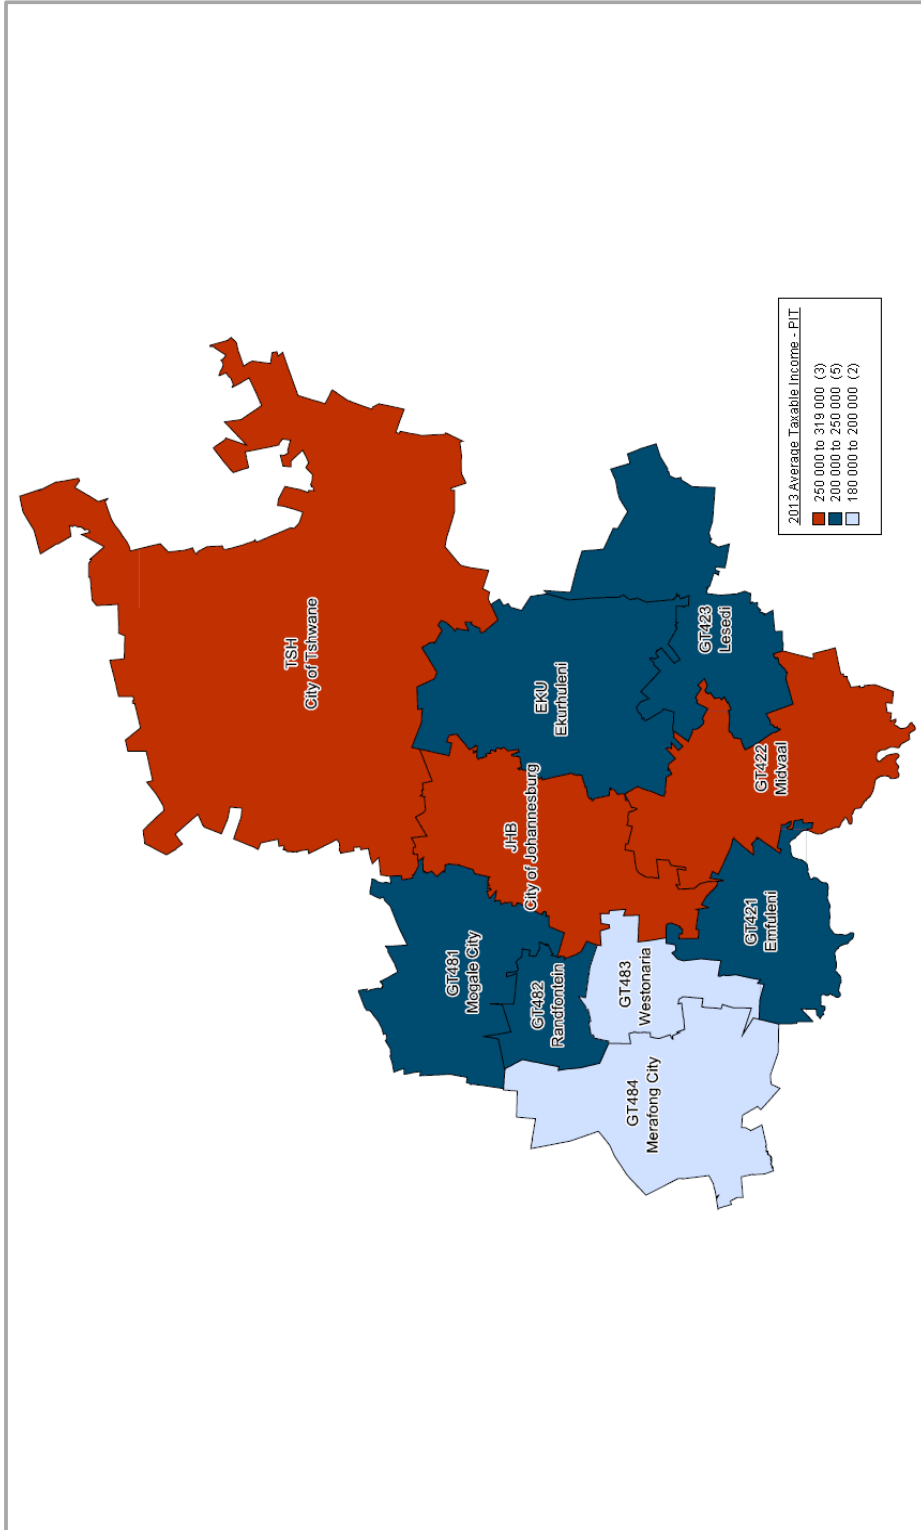 TSH
City of Tshwane
GT481
Mogale City
JHB
City of Johannesburg
EKU
Ekurhuleni
GT482
Randfontein
GT483
Westonaria
GT484
Merafong City
GT423
Lesedi
GT422
Midvaal
GT421
Emfuleni
2013 Average Taxable Income - PIT
250 000 to 319 000 (3)
200 000 to 250 000 (5)
180 000 to 200 000 (2)